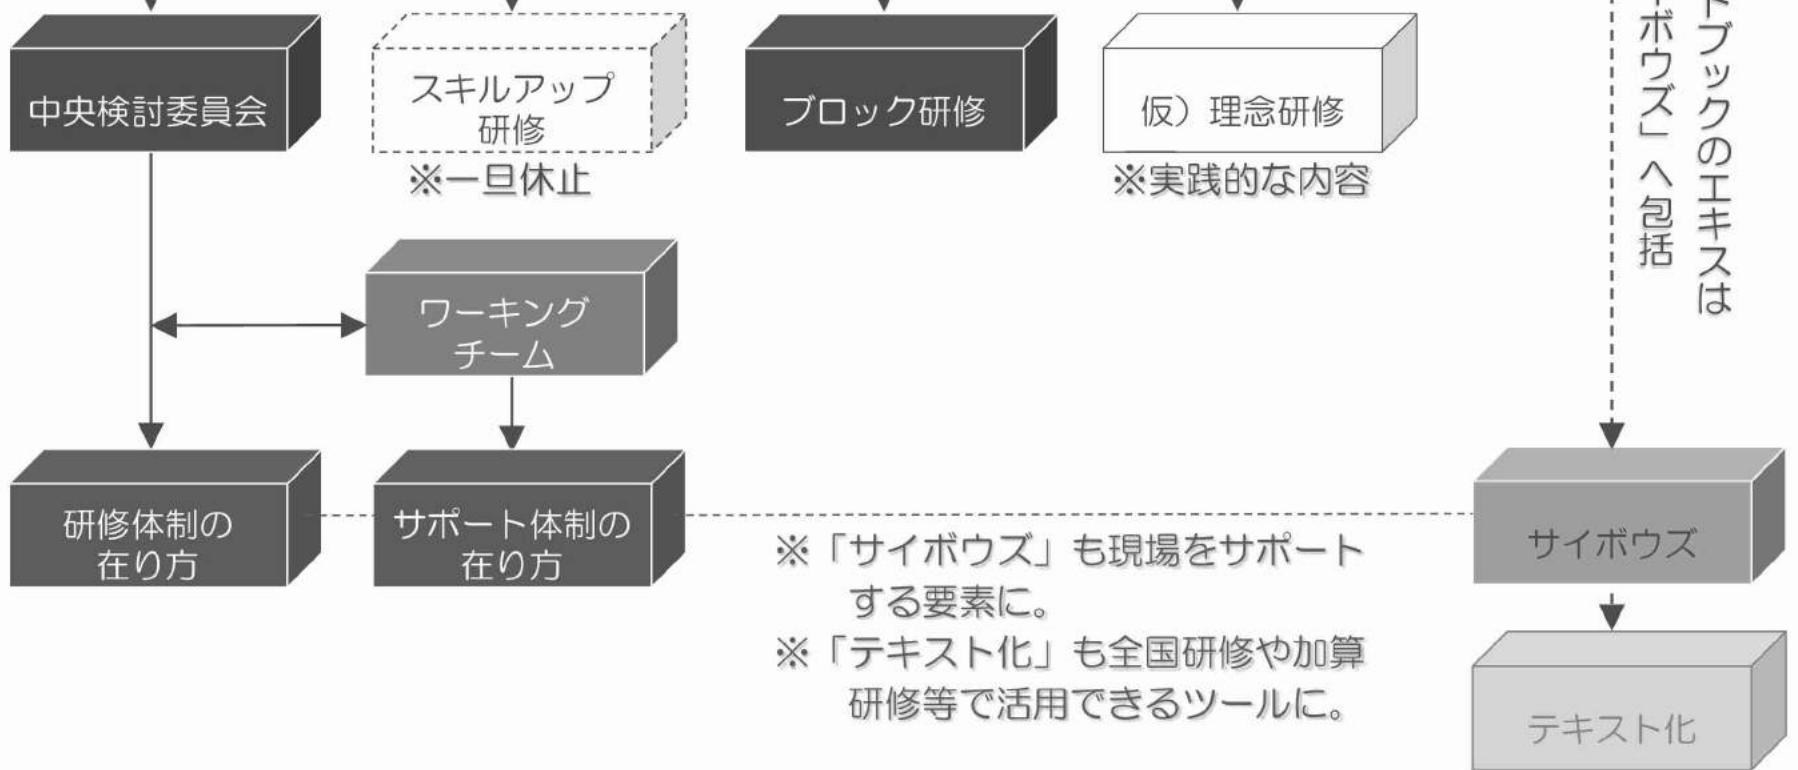 中央検討委員会
スキルアップ
研修
※一旦休止
ブロック研修
仮）理念研修
※実践的な内容
ドブックのエキスは
ボウズ」へ包括
ワーキング
チーム
研修体制の
在り方
サポート体制の
在り方
※「サイボウズ」も現場をサポート
する要素に。
※「テキスト化」も全国研修や加算
研修等で活用できるツールに。
サイボウズ
テキスト化